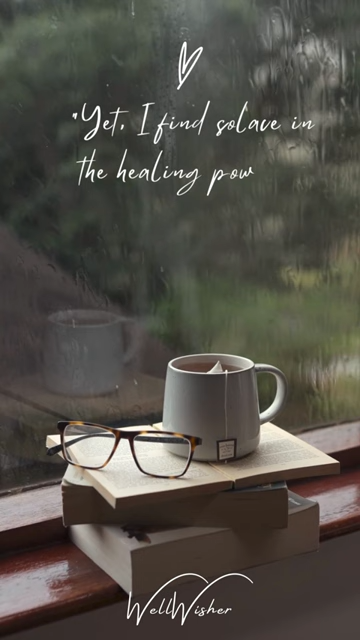 "Yet, I find solace in
the healing pow
WellWisher